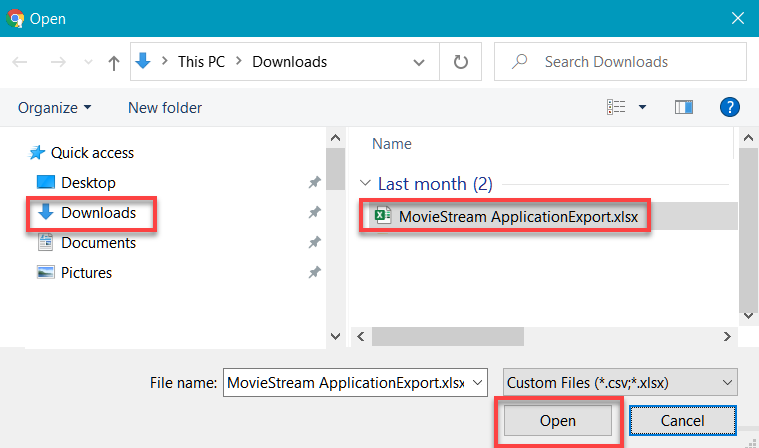 Open
This PC > Downloads
Search Downloads
Organize
New folder
?
Quick access
Desktop
Downloads
Documents
Pictures
Name
Last month (2)
MovieStream ApplicationExport.xlsx
File name:
MovieStream ApplicationExport.xlsx
Custom Files (*.csv;*.xlsx)
Open
Cancel